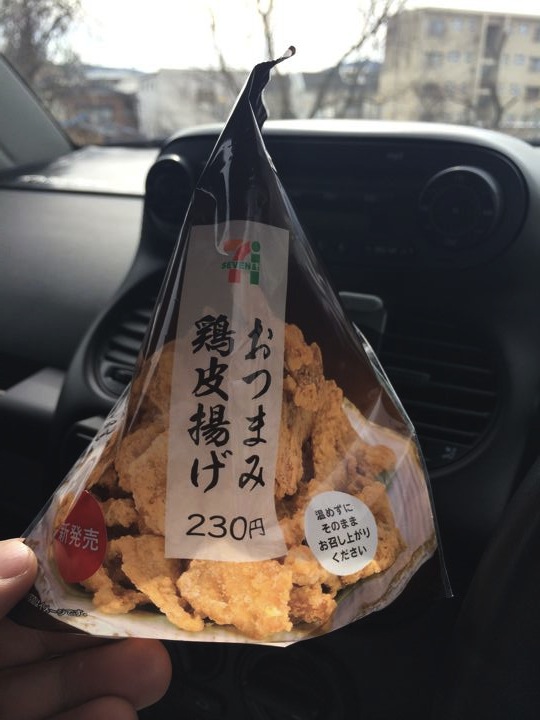 7i
SEVEN&i
おつまみ
鶏皮揚げ
230円
新発売
温めずに
そのまま
お召し上がり
ください